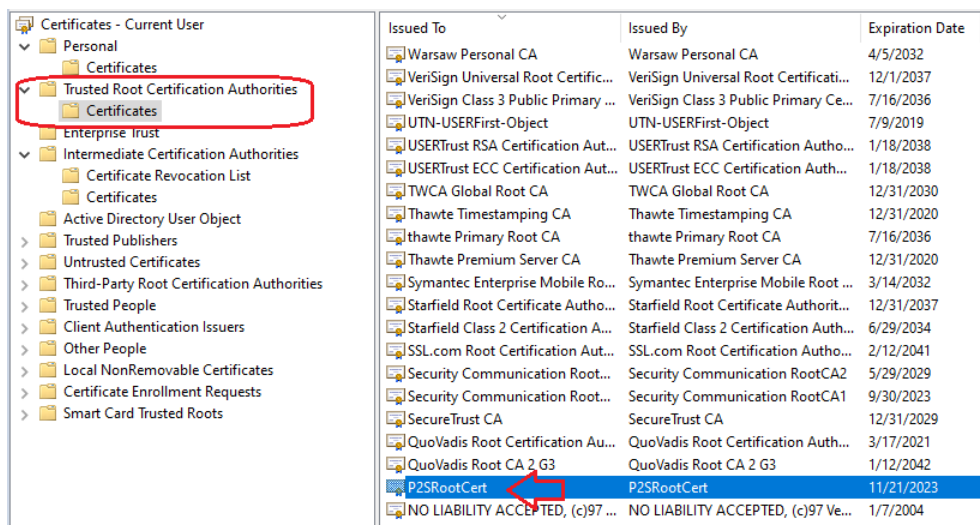 Certificates - Current User
Personal
Certificates
Trusted Root Certification Authorities
Certificates
Enterprise Trust
Intermediate Certification Authorities
Certificate Revocation List
Certificates
Active Directory User Object
Trusted Publishers
Untrusted Certificates
Third-Party Root Certification Authorities
Trusted People
Client Authentication Issuers
Other People
Local NonRemovable Certificates
Certificate Enrollment Requests
Smart Card Trusted Roots
Issued To Issued By Expiration Date
Warsaw Personal CA Warsaw Personal CA 4/5/2032
VeriSign Universal Root Certific... VeriSign Universal Root Certificati... 12/1/2037
VeriSign Class 3 Public Primary ... VeriSign Class 3 Public Primary Ce... 7/16/2036
UTN-USERFirst-Object UTN-USERFirst-Object 7/9/2019
USERTrust RSA Certification Aut... USERTrust RSA Certification Autho... 1/18/2038
USERTrust ECC Certification Aut... USERTrust ECC Certification Auth... 1/18/2038
TWCA Global Root CA TWCA Global Root CA 12/31/2030
Thawte Timestamping CA Thawte Timestamping CA 12/31/2020
thawte Primary Root CA thawte Primary Root CA 7/16/2036
Thawte Premium Server CA Thawte Premium Server CA 12/31/2020
Symantec Enterprise Mobile Ro... Symantec Enterprise Mobile Root ... 3/14/2032
Starfield Root Certificate Autho... Starfield Root Certificate Authorit... 12/31/2037
Starfield Class 2 Certification A... Starfield Class 2 Certification Auth... 6/29/2034
SSL.com Root Certification Aut... SSL.com Root Certification Autho... 2/12/2041
Security Communication Root... Security Communication RootCA2 5/29/2029
Security Communication Root... Security Communication RootCA1 9/30/2023
SecureTrust CA SecureTrust CA 12/31/2029
QuoVadis Root Certification Au... QuoVadis Root Certification Auth... 3/17/2021
QuoVadis Root CA 2 G3 QuoVadis Root CA 2 G3 1/12/2042
P2SRootCert P2SRootCert 11/21/2023
NO LIABILITY ACCEPTED, (c)97 ... NO LIABILITY ACCEPTED, (c)97 Ve... 1/7/2004